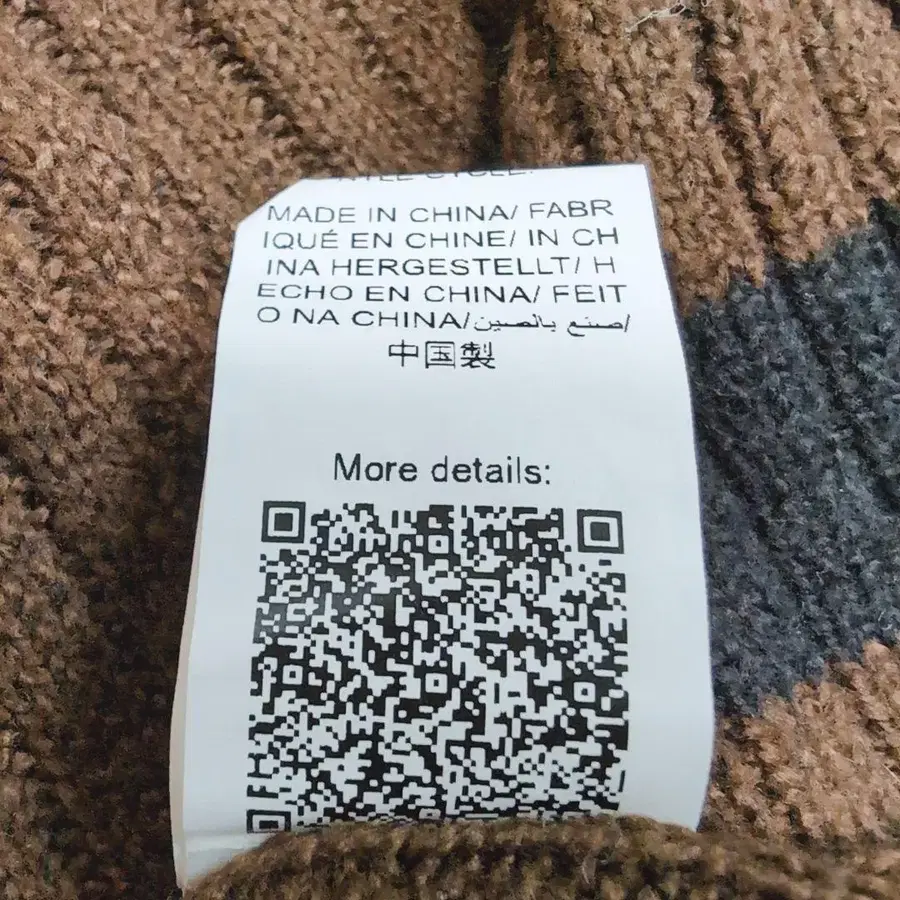 MADE IN CHINA/ FABR
IQUÉ EN CHINE/ IN CH
INA HERGESTELLT/ H
ECHO EN CHINA/ FEIT
O NA CHINA/صنع بالصين/
中国製
More details: